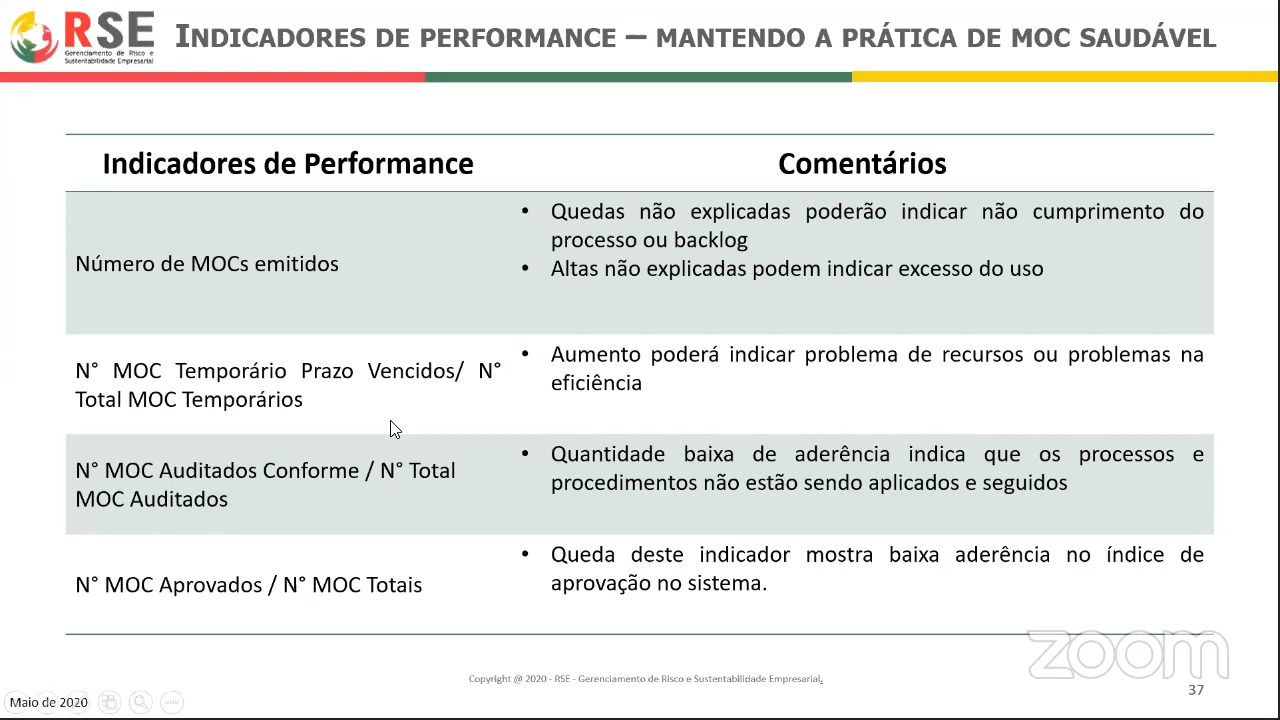 RSE
Gerenciamento de Risco e
Sustentabilidade Empresarial
INDICADORES DE PERFORMANCE – MANTENDO A PRÁTICA DE MOC SAUDÁVEL
Indicadores de Performance
Comentários
Número de MOCs emitidos
• Quedas não explicadas poderão indicar não cumprimento do
processo ou backlog
• Altas não explicadas podem indicar excesso do uso
N° MOC Temporário Prazo Vencidos/ N°
Total MOC Temporários
• Aumento poderá indicar problema de recursos ou problemas na
eficiência
N° MOC Auditados Conforme / N° Total
MOC Auditados
• Quantidade baixa de aderência indica que os processos e
procedimentos não estão sendo aplicados e seguidos
N° MOC Aprovados / N° MOC Totais
• Queda deste indicador mostra baixa aderência no índice de
aprovação no sistema.
zoom
Copyright @ 2020 - RSE - Gerenciamento de Risco e Sustentabilidade Empresarial.
37
Maio de 2020